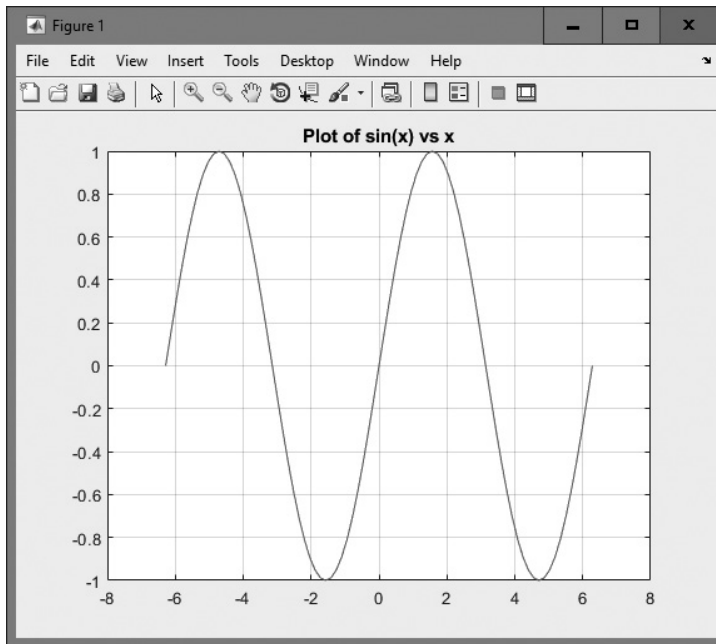 Figure 1
File Edit View Insert Tools Desktop Window Help
Plot of sin(x) vs x
1
0.8
0.6
0.4
0.2
0
-0.2
-0.4
-0.6
-0.8
-1
-8 -6 -4 -2 0 2 4 6 8